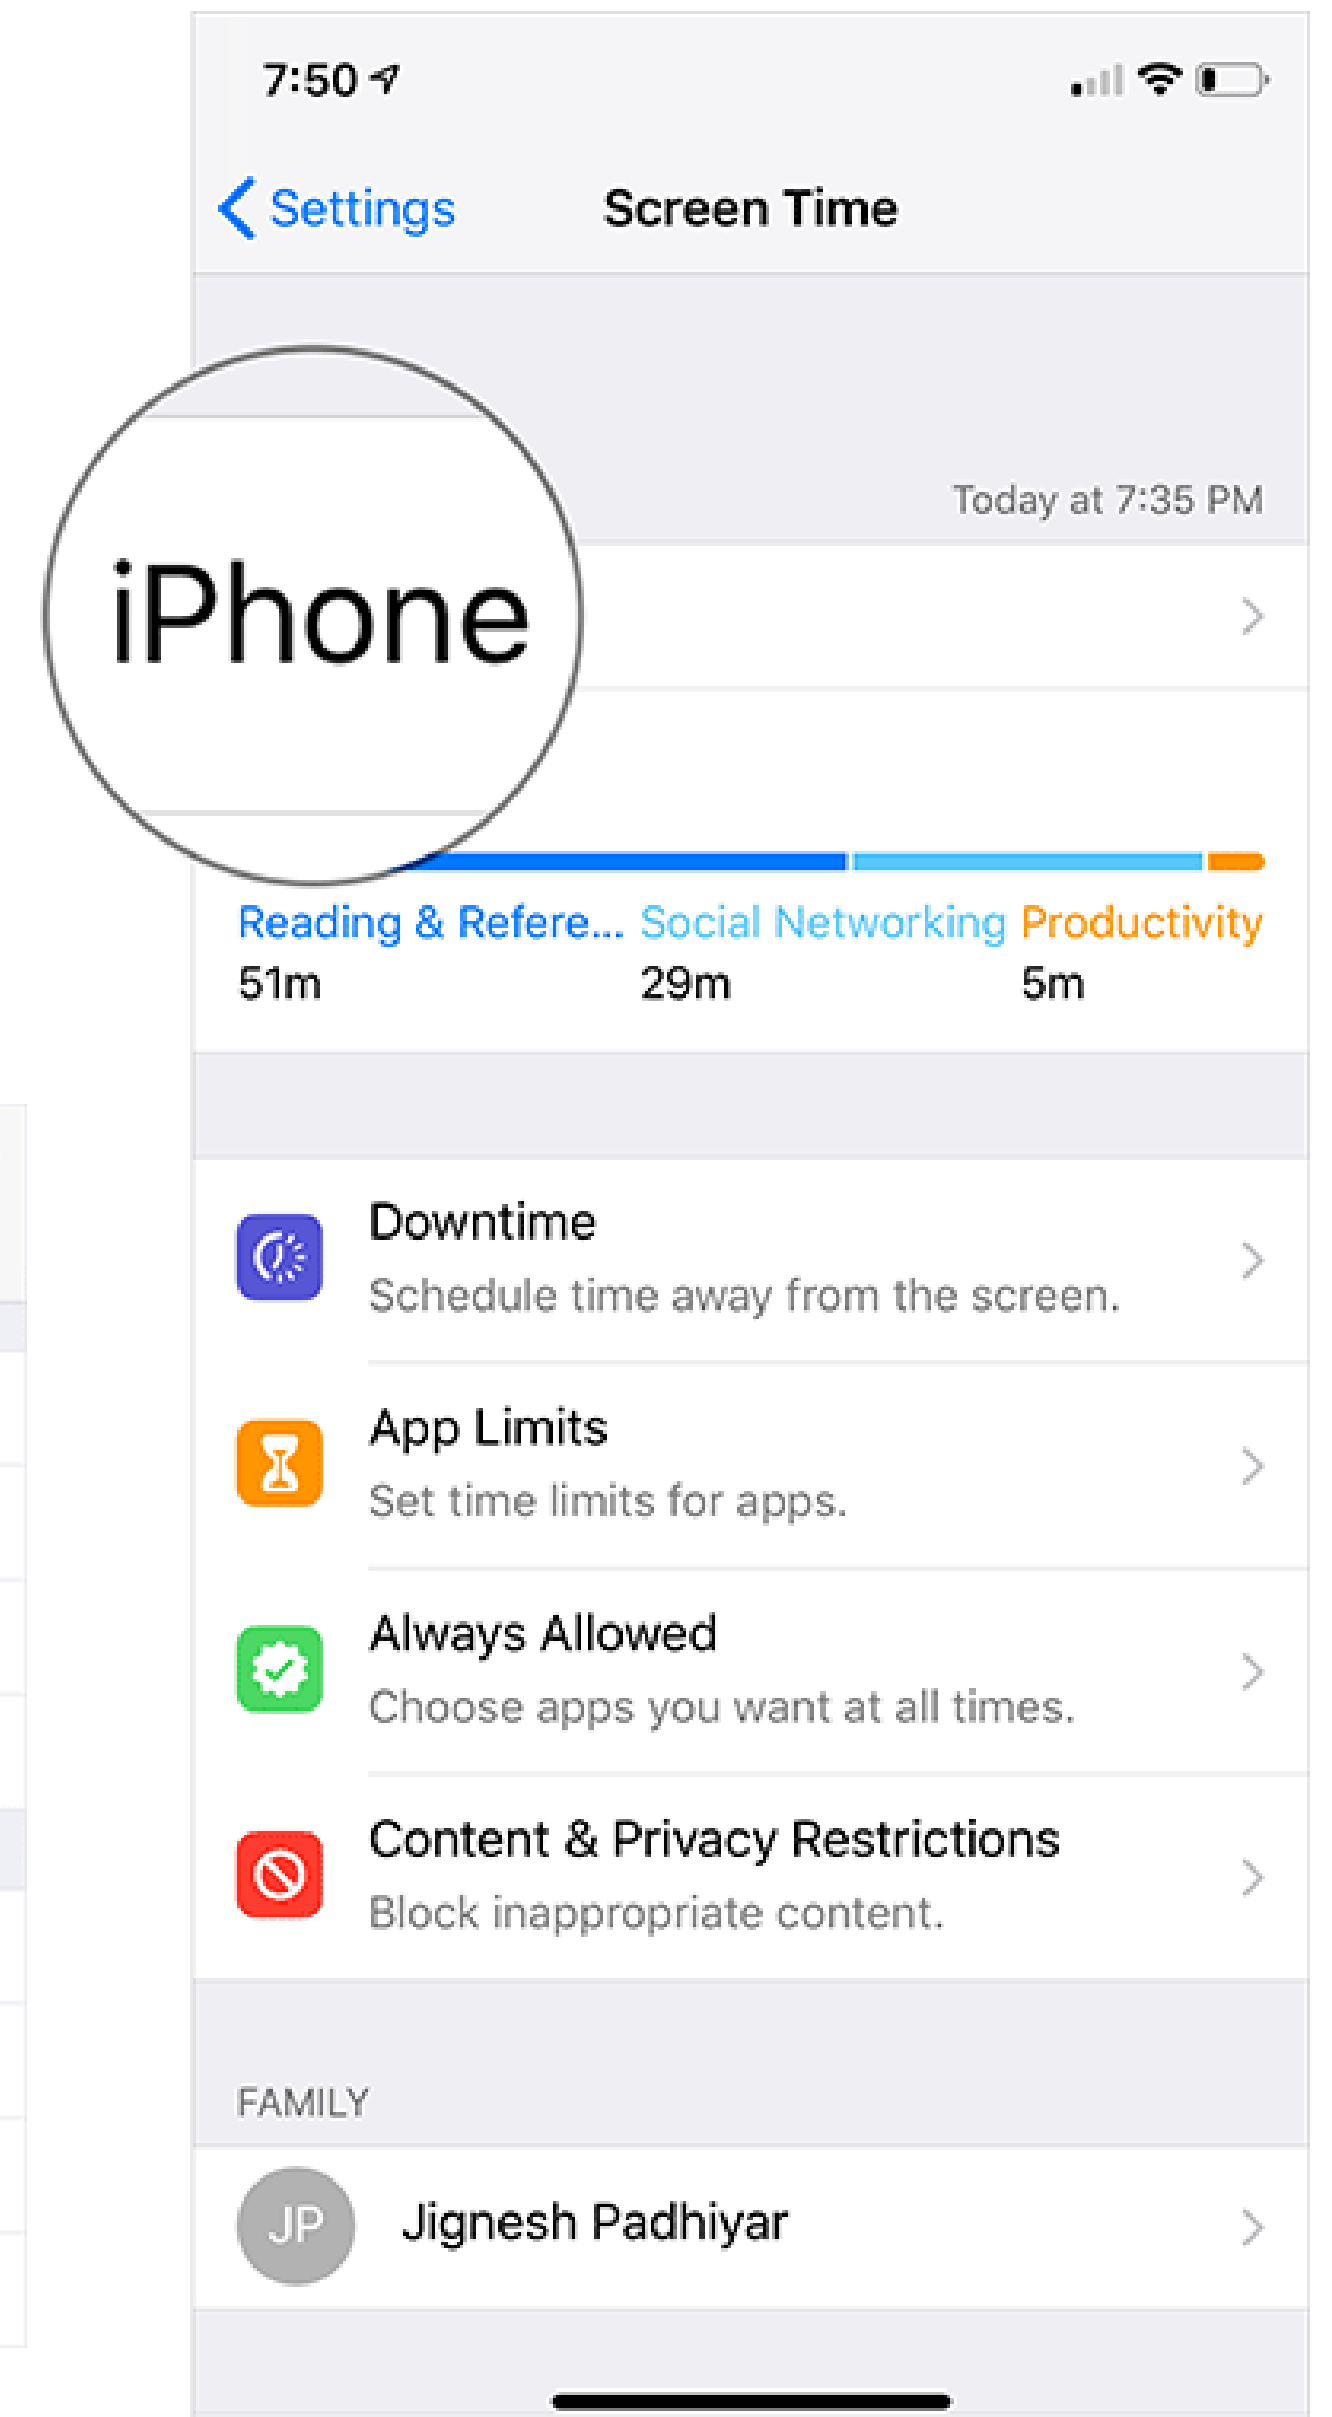 7:50
Settings Screen Time
Today at 7:35 PM
iPhone
Reading & Refere... Social Networking Productivity
51m 29m 5m
Downtime
Schedule time away from the screen.
App Limits
Set time limits for apps.
Always Allowed
Choose apps you want at all times.
Content & Privacy Restrictions
Block inappropriate content.
FAMILY
JP Jignesh Padhiyar